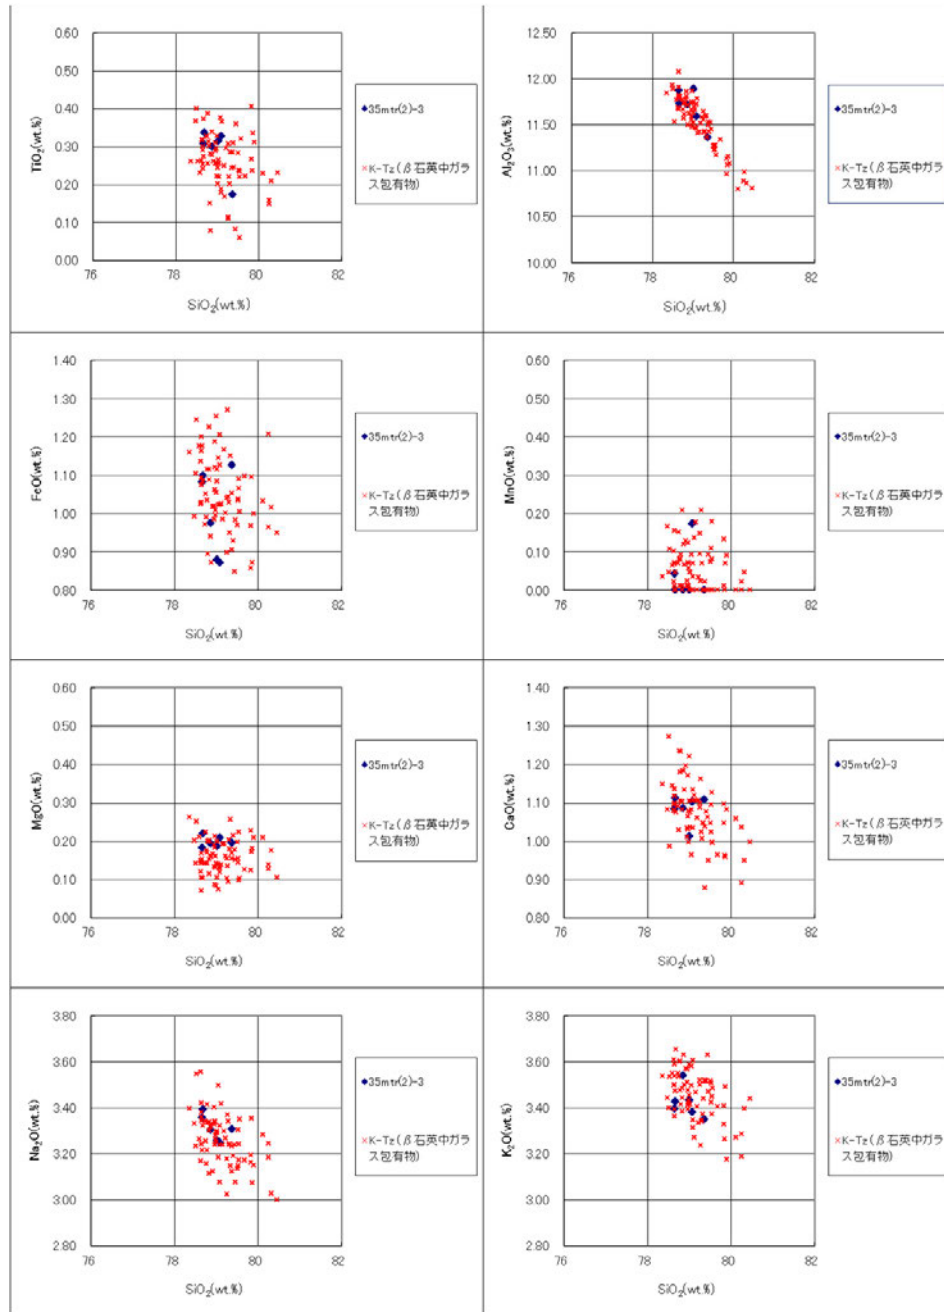 0.60
0.50
0.40
0.30
0.20
0.10
0.00
TiO2(wt.%)
76
78
80
82
SiO2(wt.%)
35mtr(2)-3
K-Tz(β石英中ガラ
ス包有物)
12.50
12.00
11.50
11.00
10.50
10.00
Al2O3(wt.%)
76
78
80
82
SiO2(wt.%)
35mtr(2)-3
K-Tz(β石英中ガラ
ス包有物)
1.40
1.30
1.20
1.10
1.00
0.90
0.80
FeO(wt.%)
76
78
80
82
SiO2(wt.%)
35mtr(2)-3
K-Tz(β石英中ガラ
ス包有物)
0.60
0.50
0.40
0.30
0.20
0.10
0.00
MnO(wt.%)
76
78
80
82
SiO2(wt.%)
35mtr(2)-3
K-Tz(β石英中ガラ
ス包有物)
0.60
0.50
0.40
0.30
0.20
0.10
0.00
MgO(wt.%)
76
78
80
82
SiO2(wt.%)
35mtr(2)-3
K-Tz(β石英中ガラ
ス包有物)
1.40
1.30
1.20
1.10
1.00
0.90
0.80
CaO(wt.%)
76
78
80
82
SiO2(wt.%)
35mtr(2)-3
K-Tz(β石英中ガラ
ス包有物)
3.80
3.60
3.40
3.20
3.00
2.80
Na2O(wt.%)
76
78
80
82
SiO2(wt.%)
35mtr(2)-3
K-Tz(β石英中ガラ
ス包有物)
3.80
3.60
3.40
3.20
3.00
2.80
K2O(wt.%)
76
78
80
82
SiO2(wt.%)
35mtr(2)-3
K-Tz(β石英中ガラ
ス包有物)